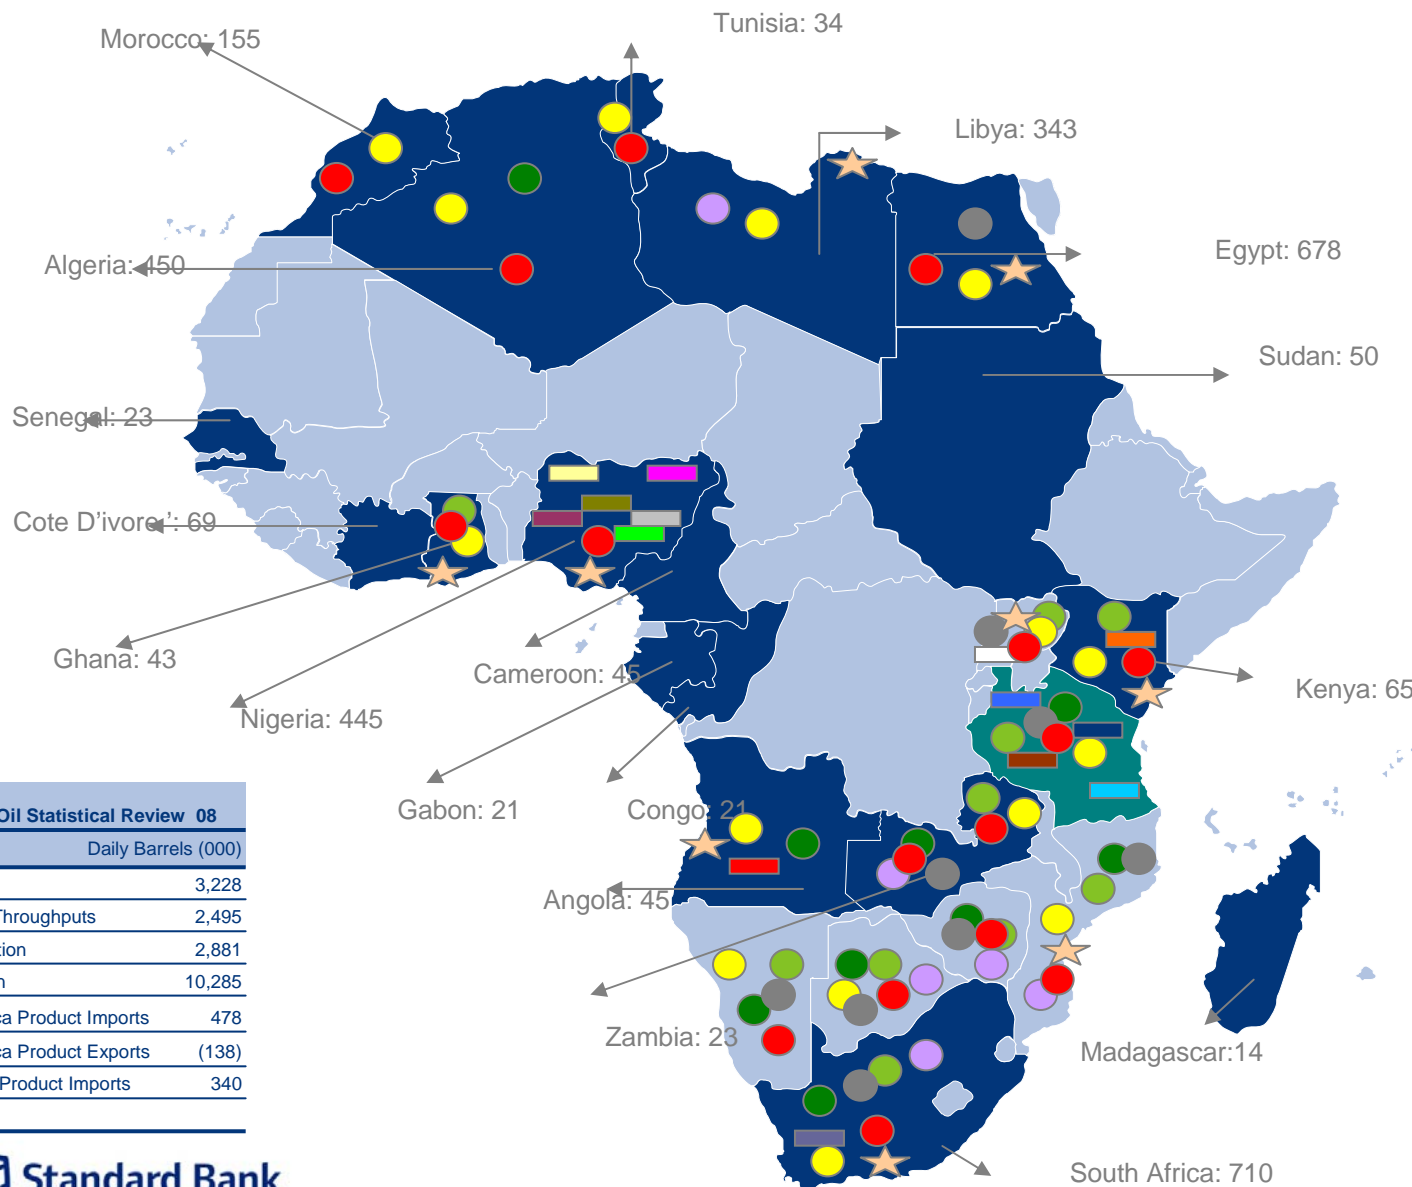 Tunisia: 34
Morocco: 155
Libya: 343
Egypt: 678
Algeria: 450
Sudan: 50
Senegal: 23
Cote D’ivore ’: 69
Ghana: 43
Cameroon: 45
Kenya: 65
Nigeria: 445
Gabon: 21
Congo: 21
Oil Statistical Review 08
Daily Barrels (000)
3,228
Throughputs 2,495
10,285
Product Imports 478
Product Exports (138)
Product Imports 340
Angola: 45
Zambia: 23
Madagascar:14
South Africa: 710
Standard Bank